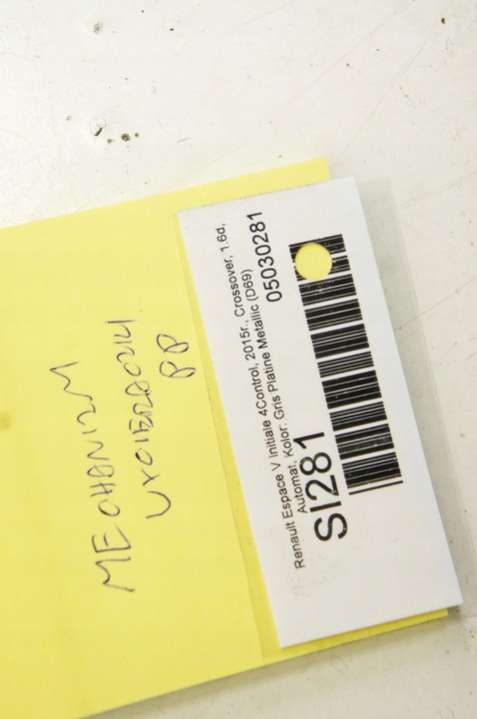 MECHANIZM
WYCIERACZKI
PP
Renault Espace V Initiale 4Control, 2015r., Crossover, 1.6d,
Automat, Kolor: Gris Platine Metallic (D69)
05030281
SI281